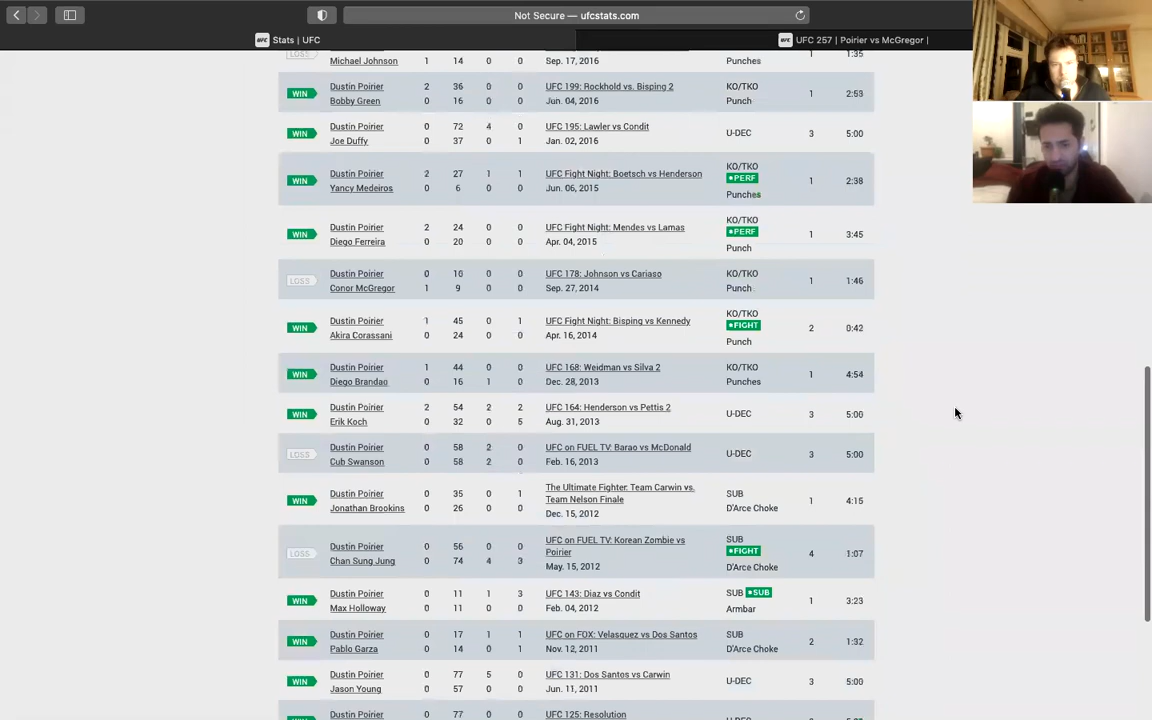 Not Secure — ufcstats.com
Stats | UFC
UFC 257 | Poirier vs McGregor |
LOSS Michael Johnson 1 14 0 0 Sep. 17, 2016 Punches 1 1:35
Dustin Poirier 2 36 0 0 UFC 199: Rockhold vs. Bisping 2 KO/TKO
WIN 1 2:53
Bobby Green 0 16 0 0 Jun. 04, 2016 Punch
Dustin Poirier 0 72 4 0 UFC 195: Lawler vs Condit
WIN U-DEC 3 5:00
Joe Duffy 0 37 0 1 Jan. 02, 2016
KO/TKO
Dustin Poirier 2 27 1 1 UFC Fight Night: Boetsch vs Henderson
WIN PERF 1 2:38
Yancy Medeiros 0 6 0 0 Jun. 06, 2015
Punches
KO/TKO
Dustin Poirier 2 24 0 0 UFC Fight Night: Mendes vs Lamas
WIN PERF 1 3:45
Diego Ferreira 0 20 0 0 Apr. 04, 2015
Punch
Dustin Poirier 0 16 0 0 UFC 178: Johnson vs Cariaso KO/TKO
LOSS 1 1:46
Conor McGregor 1 9 0 0 Sep. 27, 2014 Punch
KO/TKO
Dustin Poirier 1 45 0 1 UFC Fight Night: Bisping vs Kennedy
WIN FIGHT 2 0:42
Akira Corassani 0 24 0 0 Apr. 16, 2014
Punch
Dustin Poirier 1 44 0 0 UFC 168: Weidman vs Silva 2 KO/TKO
WIN 1 4:54
Diego Brandao 0 16 1 0 Dec. 28, 2013 Punches
Dustin Poirier 2 54 2 2 UFC 164: Henderson vs Pettis 2
WIN U-DEC 3 5:00
Erik Koch 0 32 0 5 Aug. 31, 2013
Dustin Poirier 0 58 2 0 UFC on FUEL TV: Barao vs McDonald
LOSS U-DEC 3 5:00
Cub Swanson 0 58 2 0 Feb. 16, 2013
The Ultimate Fighter: Team Carwin vs.
Dustin Poirier 0 35 0 1 Team Nelson Finale SUB
WIN 1 4:15
Jonathan Brookins 0 26 0 0 Dec. 15, 2012 D'Arce Choke
UFC on FUEL TV: Korean Zombie vs SUB
Dustin Poirier 0 56 0 0 Poirier FIGHT
LOSS 4 1:07
Chan Sung Jung 0 74 4 3 May. 15, 2012 D'Arce Choke
Dustin Poirier 0 11 1 3 UFC 143: Diaz vs Condit SUB SUB
WIN 1 3:23
Max Holloway 0 11 0 0 Feb. 04, 2012 Armbar
Dustin Poirier 0 17 1 1 UFC on FOX: Velasquez vs Dos Santos SUB
WIN 2 1:32
Pablo Garza 0 14 0 1 Nov. 12, 2011 D'Arce Choke
Dustin Poirier 0 77 5 0 UFC 131: Dos Santos vs Carwin
WIN U-DEC 3 5:00
Jason Young 0 57 0 0 Jun. 11, 2011
Dustin Poirier 0 77 0 0 UFC 125: Resolution